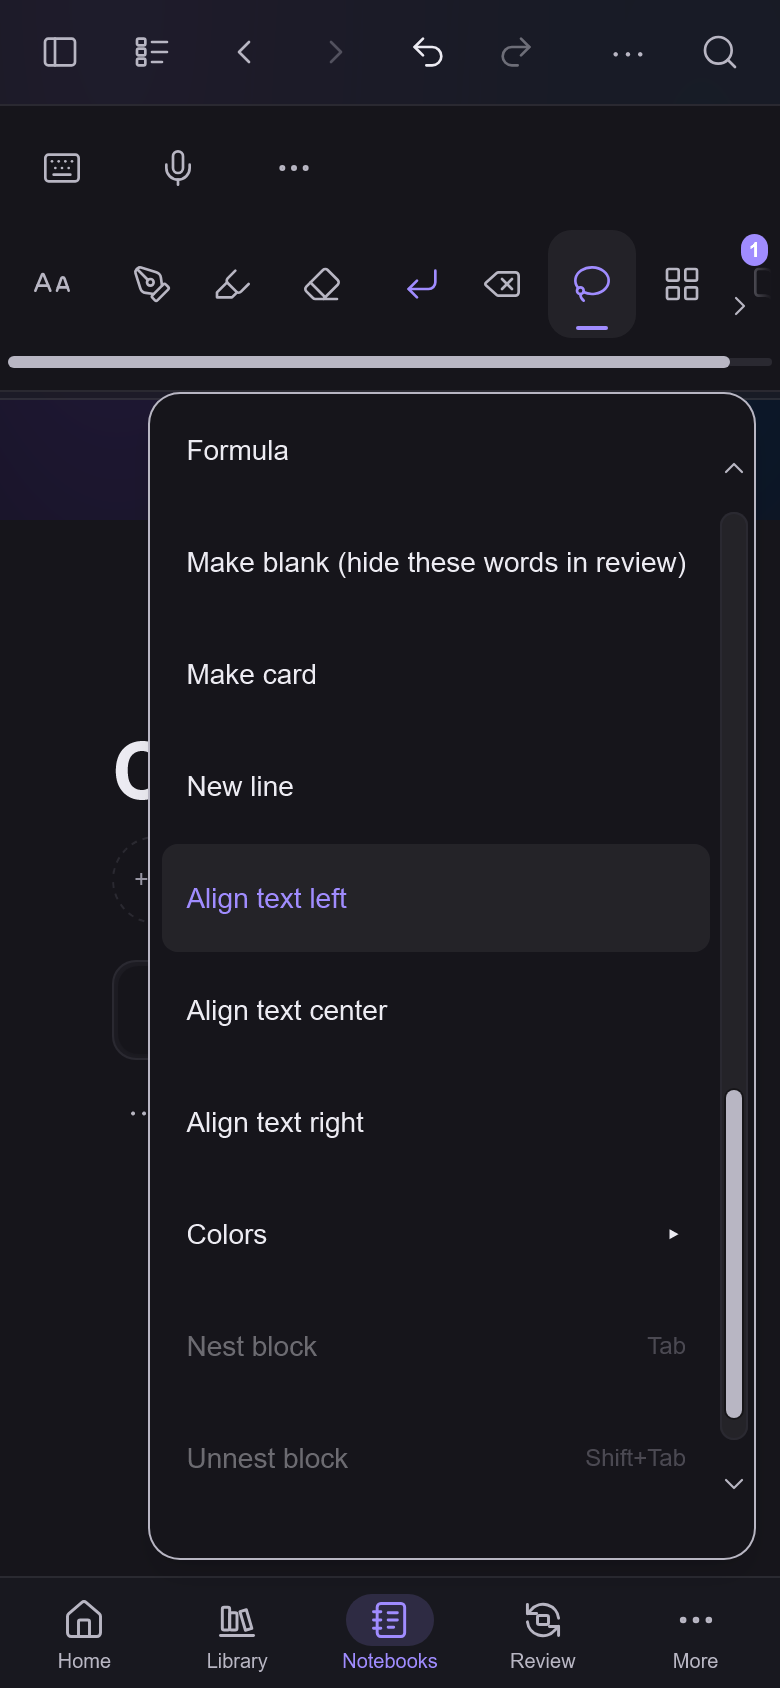 AA
1
Formula
Make blank (hide these words in review)
Make card
New line
Align text left
Align text center
Align text right
Colors
Nest block Tab
Unnest block Shift+Tab
Home Library Notebooks Review More